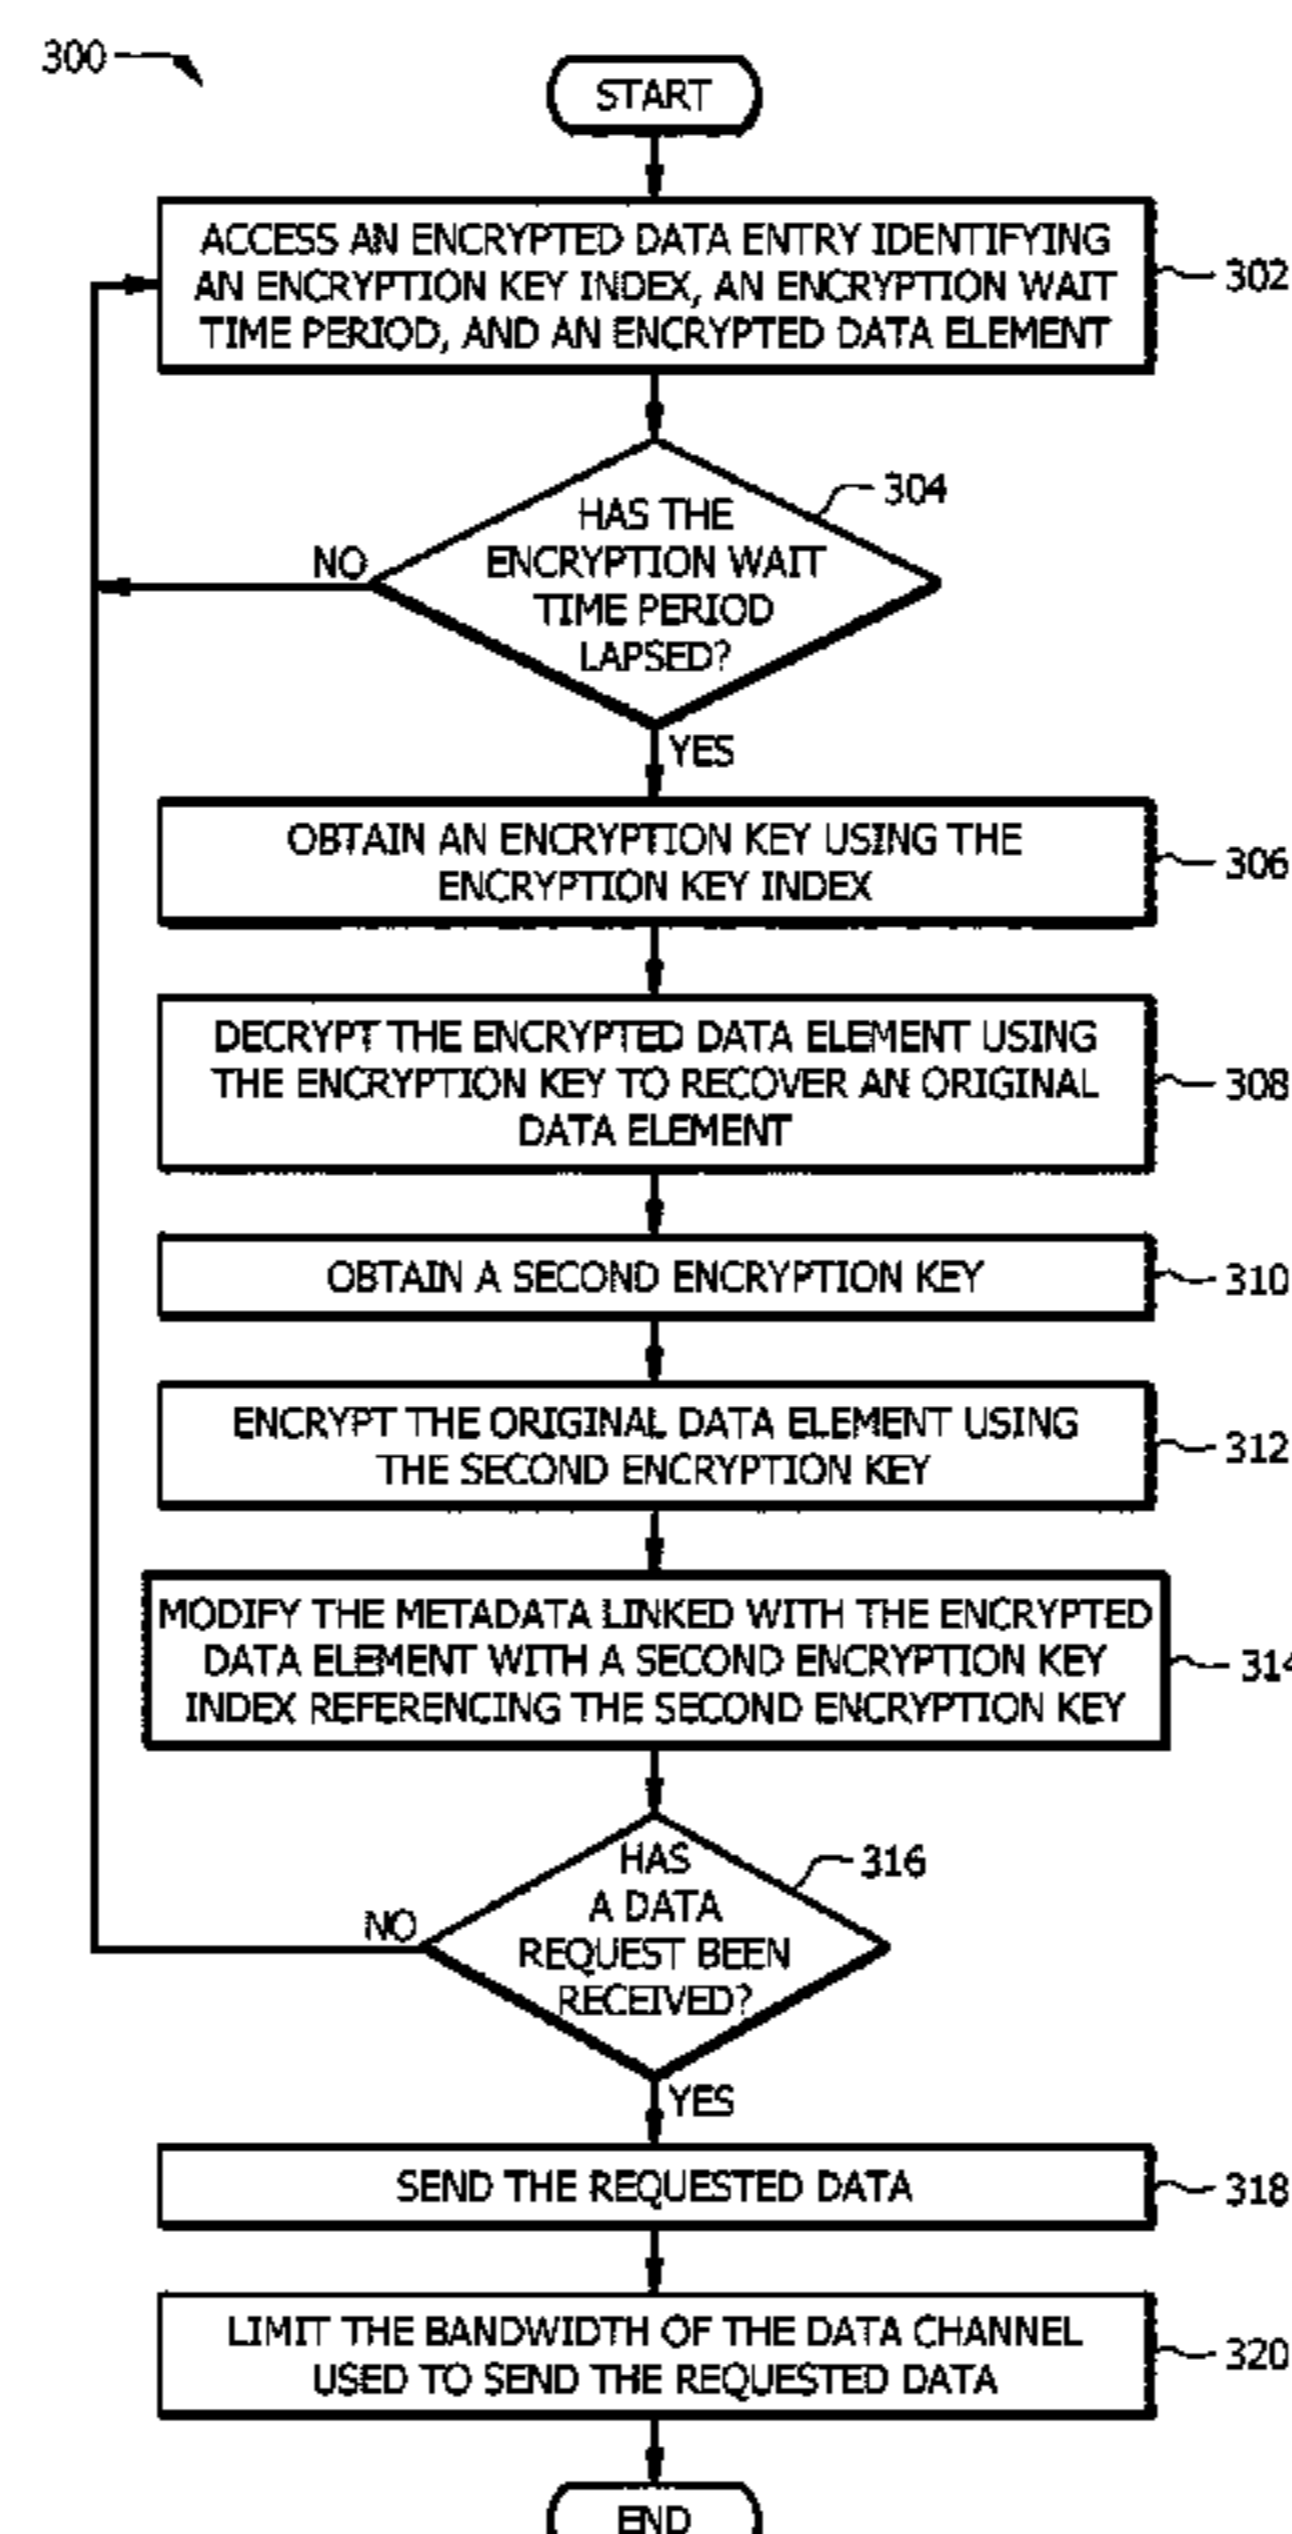 300
START
ACCESS AN ENCRYPTED DATA ENTRY IDENTIFYING
AN ENCRYPTION KEY INDEX, AN ENCRYPTION WAIT
TIME PERIOD, AND AN ENCRYPTED DATA ELEMENT
302
304
HAS THE
ENCRYPTION WAIT
TIME PERIOD
LAPSED?
NO
YES
OBTAIN AN ENCRYPTION KEY USING THE
ENCRYPTION KEY INDEX
306
DECRYPT THE ENCRYPTED DATA ELEMENT USING
THE ENCRYPTION KEY TO RECOVER AN ORIGINAL
DATA ELEMENT
308
OBTAIN A SECOND ENCRYPTION KEY
310
ENCRYPT THE ORIGINAL DATA ELEMENT USING
THE SECOND ENCRYPTION KEY
312
MODIFY THE METADATA LINKED WITH THE ENCRYPTED
DATA ELEMENT WITH A SECOND ENCRYPTION KEY
INDEX REFERENCING THE SECOND ENCRYPTION KEY
314
316
HAS
A DATA
REQUEST BEEN
RECEIVED?
NO
YES
SEND THE REQUESTED DATA
318
LIMIT THE BANDWIDTH OF THE DATA CHANNEL
USED TO SEND THE REQUESTED DATA
320
END